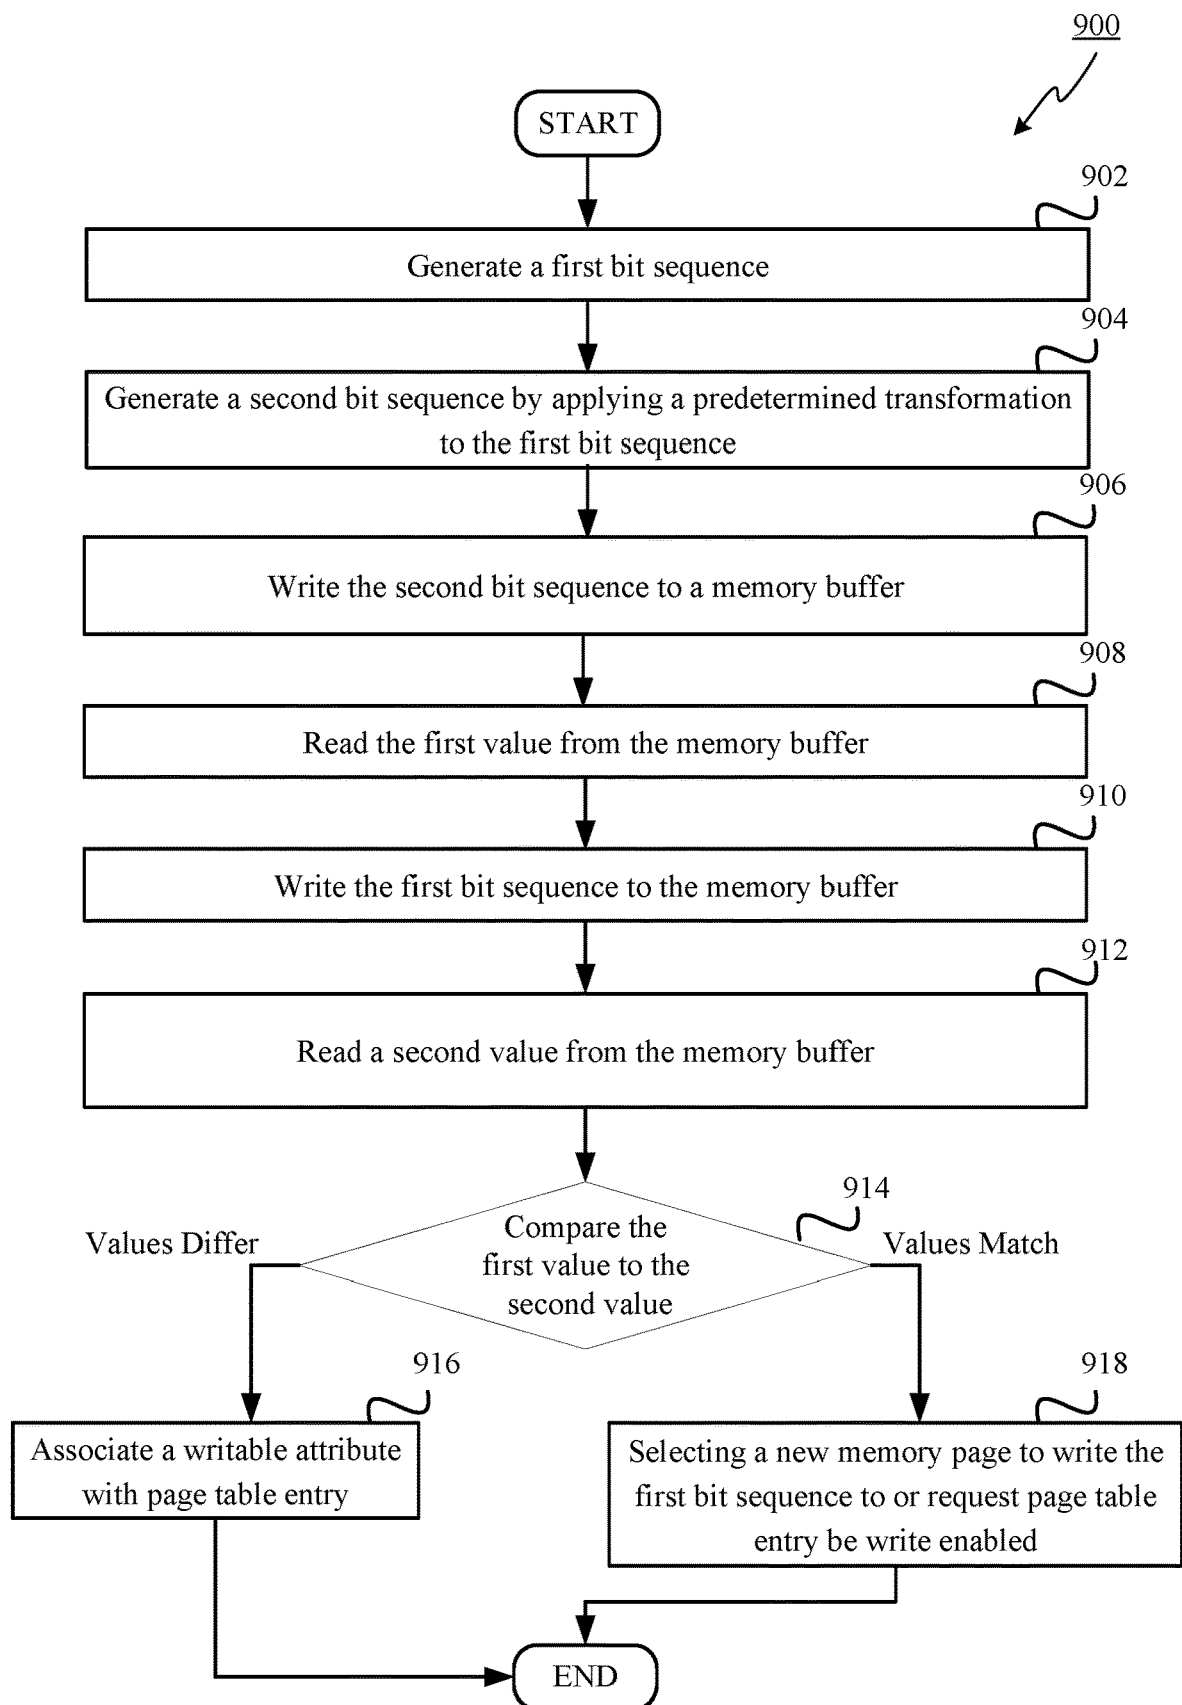 900
START
902
Generate a first bit sequence
904
Generate a second bit sequence by applying a predetermined transformation
to the first bit sequence
906
Write the second bit sequence to a memory buffer
908
Read the first value from the memory buffer
910
Write the first bit sequence to the memory buffer
912
Read a second value from the memory buffer
914
Values Differ
Compare the
first value to the
second value
Values Match
916
Associate a writable attribute
with page table entry
918
Selecting a new memory page to write the
first bit sequence to or request page table
entry be write enabled
END